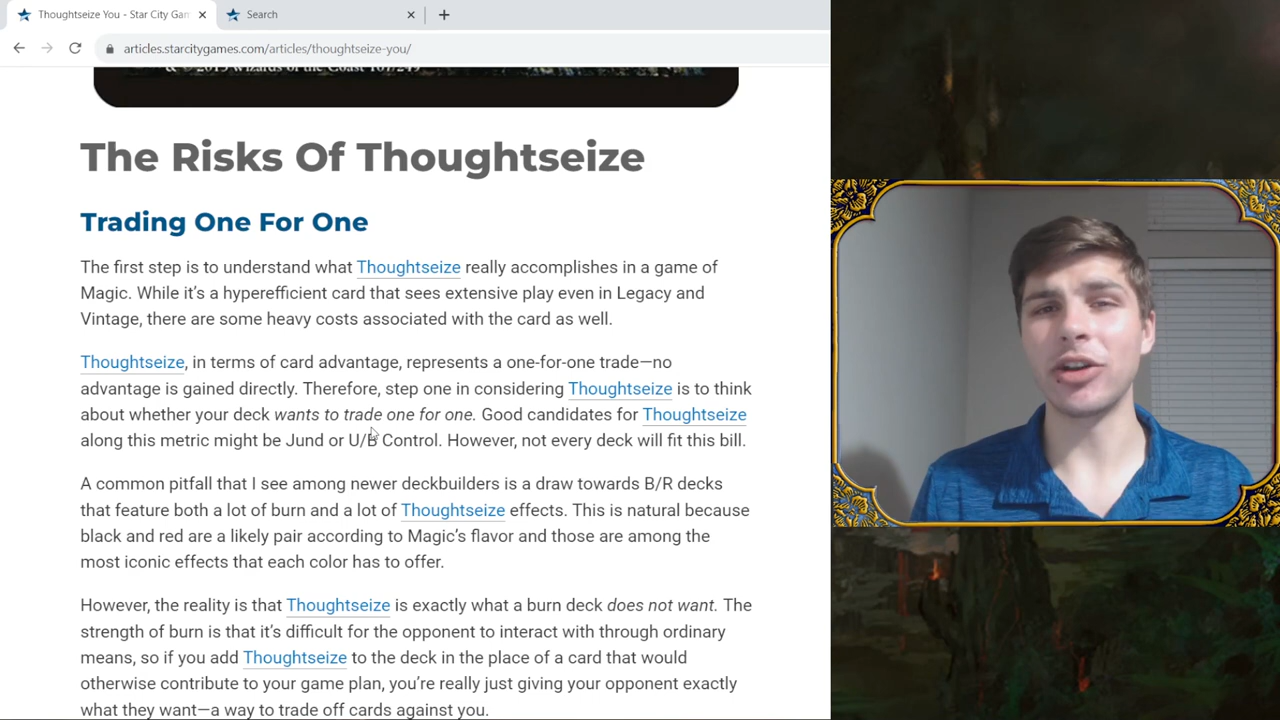 Thoughtseize You - Star City Gam
Search
articles.starcitygames.com/articles/thoughtseize-you/
& © 2013 Wizards of the Coast 107/249
The Risks Of Thoughtseize
Trading One For One
The first step is to understand what Thoughtseize really accomplishes in a game of
Magic. While it's a hyperefficient card that sees extensive play even in Legacy and
Vintage, there are some heavy costs associated with the card as well.
Thoughtseize, in terms of card advantage, represents a one-for-one trade—no
advantage is gained directly. Therefore, step one in considering Thoughtseize is to think
about whether your deck wants to trade one for one. Good candidates for Thoughtseize
along this metric might be Jund or U/B Control. However, not every deck will fit this bill.
A common pitfall that I see among newer deckbuilders is a draw towards B/R decks
that feature both a lot of burn and a lot of Thoughtseize effects. This is natural because
black and red are a likely pair according to Magic's flavor and those are among the
most iconic effects that each color has to offer.
However, the reality is that Thoughtseize is exactly what a burn deck does not want. The
strength of burn is that it's difficult for the opponent to interact with through ordinary
means, so if you add Thoughtseize to the deck in the place of a card that would
otherwise contribute to your game plan, you're really just giving your opponent exactly
what they want—a way to trade off cards against you.